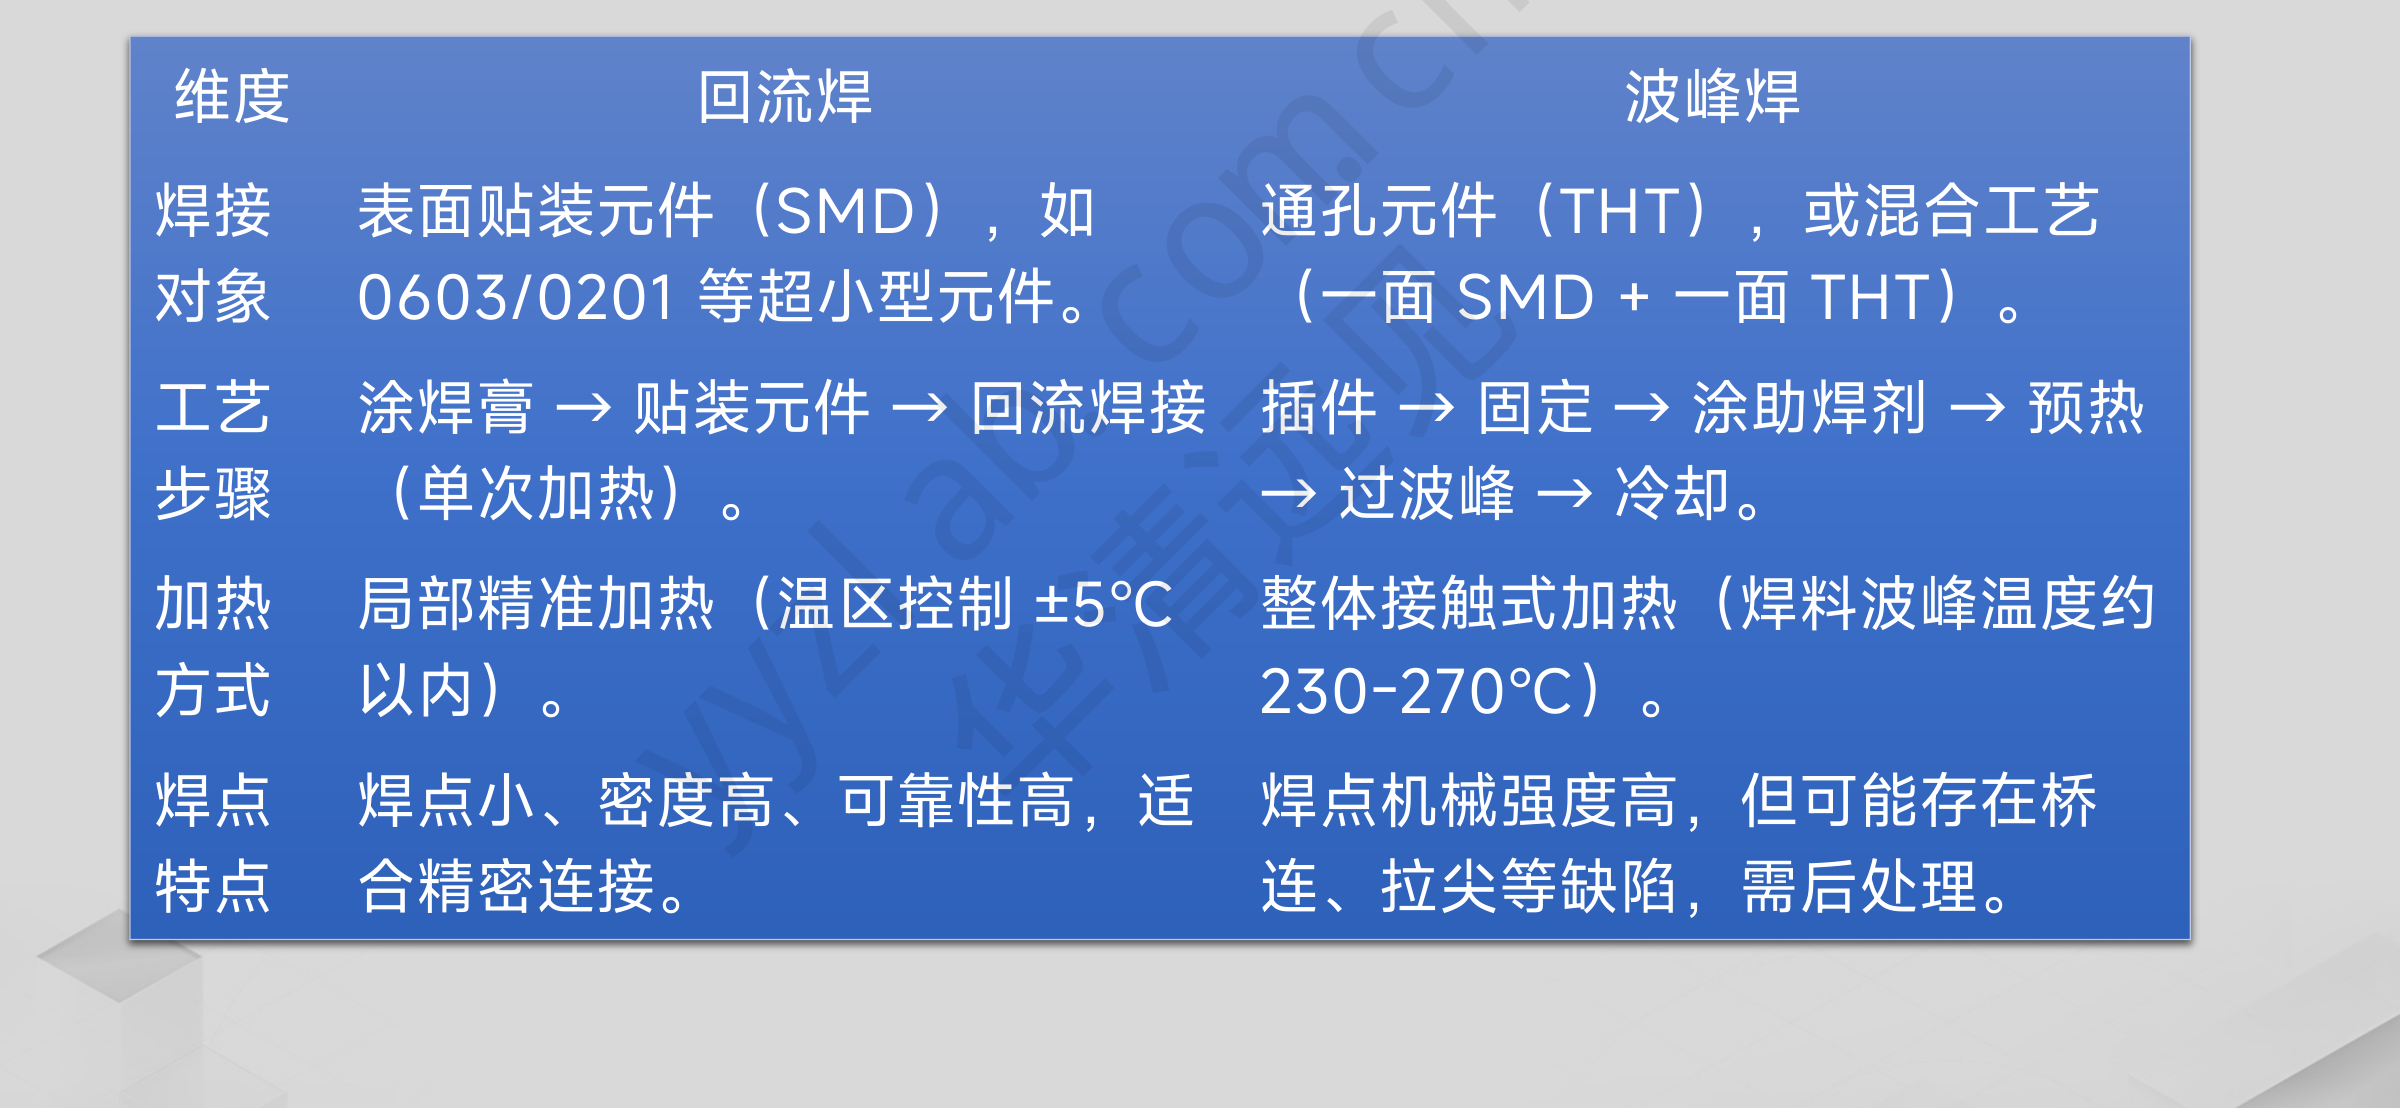 维度 回流焊 波峰焊
焊接 表面贴装元件（SMD），如 通孔元件（THT），或混合工艺
对象 0603/0201 等超小型元件。 （一面 SMD + 一面 THT）。
工艺 涂焊膏 → 贴装元件 → 回流焊接 插件 → 固定 → 涂助焊剂 → 预热
步骤 （单次加热）。 → 过波峰 → 冷却。
加热 局部精准加热（温区控制 ±5℃ 整体接触式加热（焊料波峰温度约
方式 以内）。 230-270℃）。
焊点 焊点小、密度高、可靠性高，适 焊点机械强度高，但可能存在桥
特点 合精密连接。 连、拉尖等缺陷，需后处理。
yyzlab.com.cn
华清远见